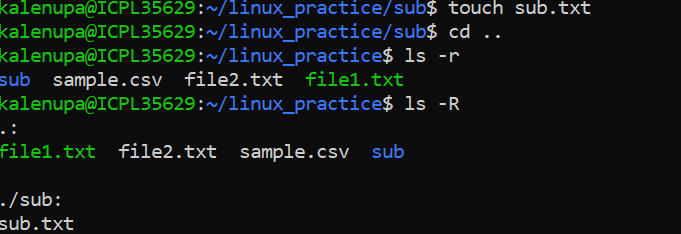 kalenupa@ICPL35629:~/linux_practice/sub$ touch sub.txt
kalenupa@ICPL35629:~/linux_practice/sub$ cd ..
kalenupa@ICPL35629:~/linux_practice$ ls -r
sub  sample.csv  file2.txt  file1.txt
kalenupa@ICPL35629:~/linux_practice$ ls -R
.:
file1.txt  file2.txt  sample.csv  sub
./sub:
sub.txt